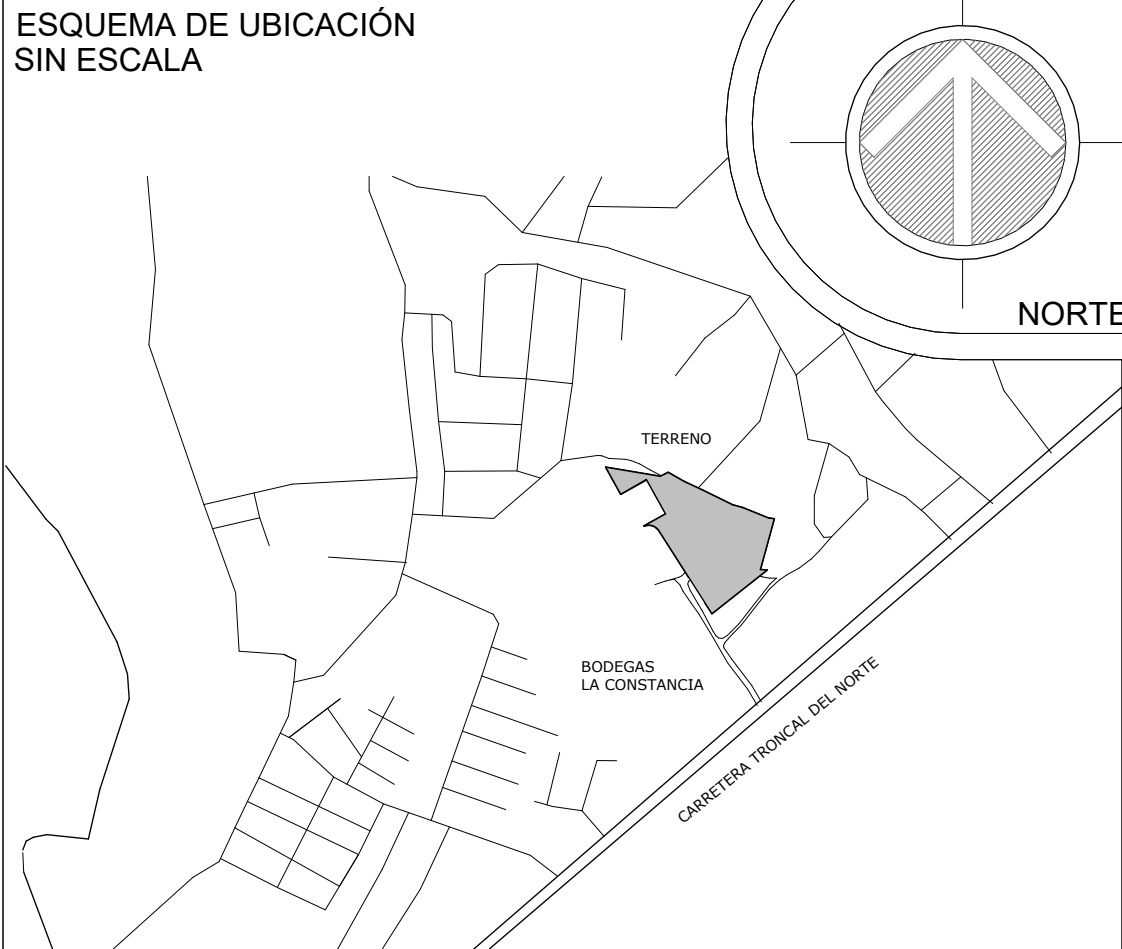 ESQUEMA DE UBICACIÓN
SIN ESCALA
NORTE
TERRENO
BODEGAS
LA CONSTANCIA
CARRETERA TRONCAL DEL NORTE